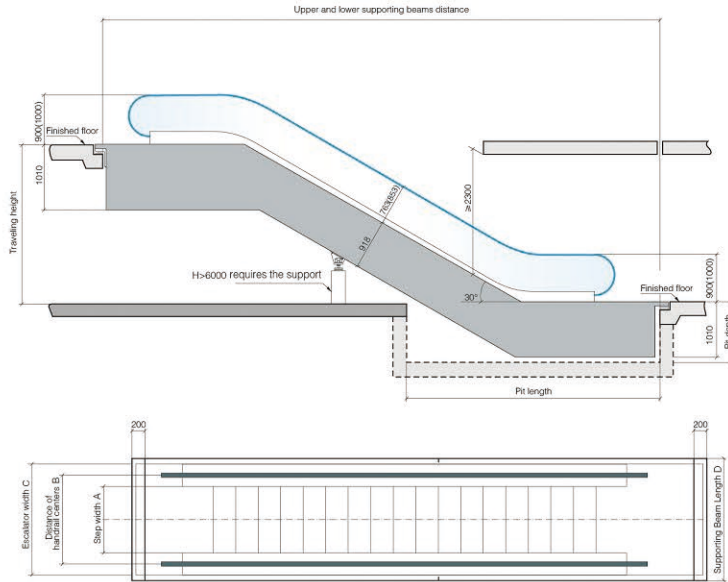 Upper and lower supporting beams distance
900(1000)
Finished floor
1010
Traveling height
763(853)
918
≥2300
H>6000 requires the support
30°
900(1000)
Finished floor
1010
Pit depth
Pit length
200
200
Escalator width C
Distance of
handrail centers B
Step width A
Supporting Beam Length D